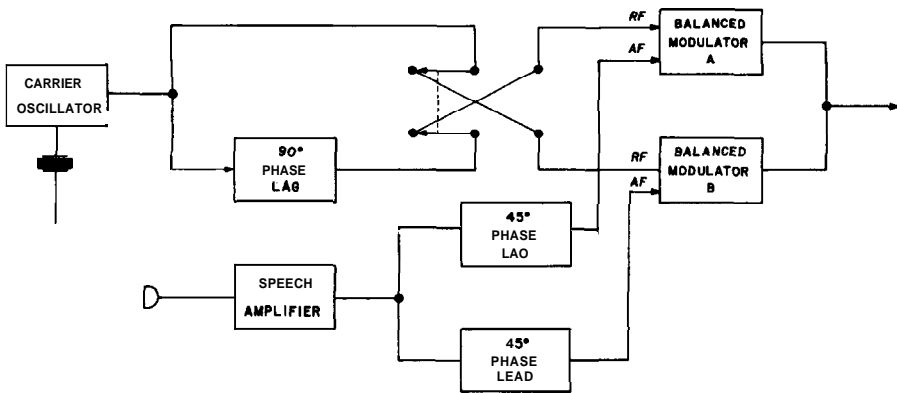 CARRIER
OSCILLATOR
90°
PHASE
LAG
RF
AF
BALANCED
MODULATOR
A
RF
AF
BALANCED
MODULATOR
B
45°
PHASE
LAO
SPEECH
AMPLIFIER
45°
PHASE
LEAD